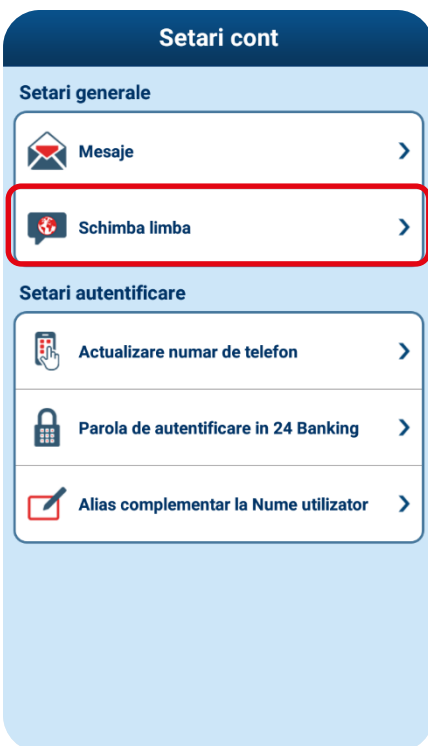 Setari cont
Setari generale
Mesaje
Schimba limba
Setari autentificare
Actualizare numar de telefon
Parola de autentificare in 24 Banking
Alias complementar la Nume utilizator